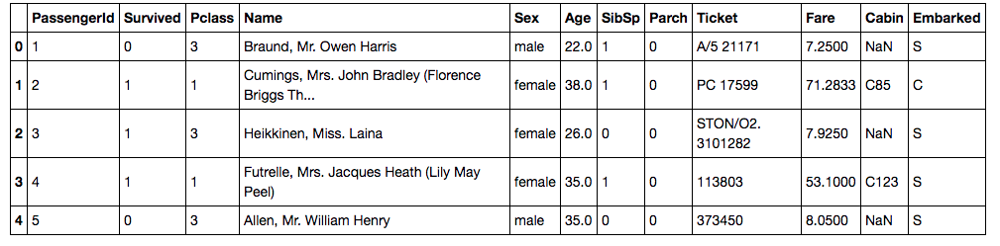 PassengerId Survived Pclass Name Sex Age SibSp Parch Ticket Fare Cabin Embarked
0 1 0 3 Braund, Mr. Owen Harris male 22.0 1 0 A/5 21171 7.2500 NaN S
1 2 1 1 Cumings, Mrs. John Bradley (Florence
Briggs Th... female 38.0 1 0 PC 17599 71.2833 C85 C
2 3 1 3 Heikkinen, Miss. Laina female 26.0 0 0 STON/O2.
3101282 7.9250 NaN S
3 4 1 1 Futrelle, Mrs. Jacques Heath (Lily May
Peel) female 35.0 1 0 113803 53.1000 C123 S
4 5 0 3 Allen, Mr. William Henry male 35.0 0 0 373450 8.0500 NaN S